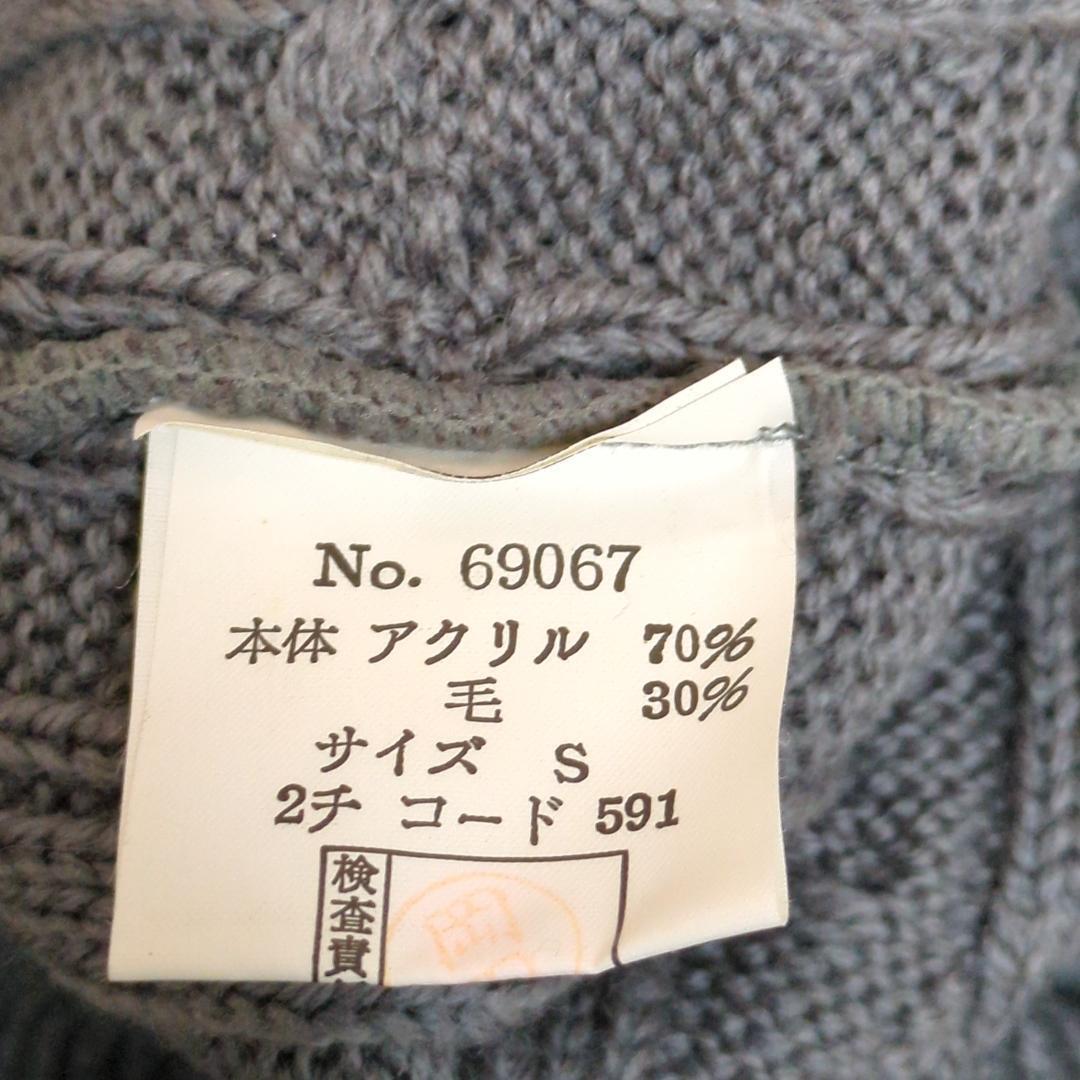 No. 69067
本体 アクリル 70%
毛 30%
サイズ S
2チ コード 591
検査責